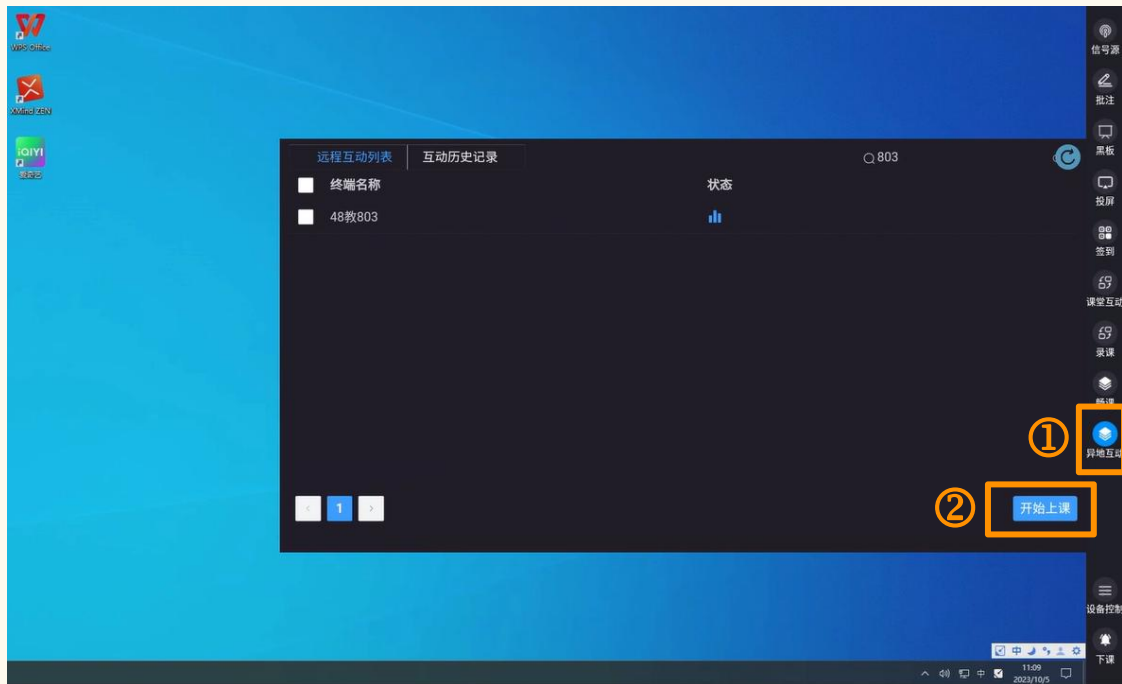 WPS Office
XMind ZEN
iQIYI
爱奇艺
远程互动列表
互动历史记录
803
终端名称
状态
48教803
1
开始上课
①
②
信号源
批注
黑板
投屏
签到
课堂互动
录课
畅课
异地互动
设备控制
下课
中
中
11:09
2023/10/5